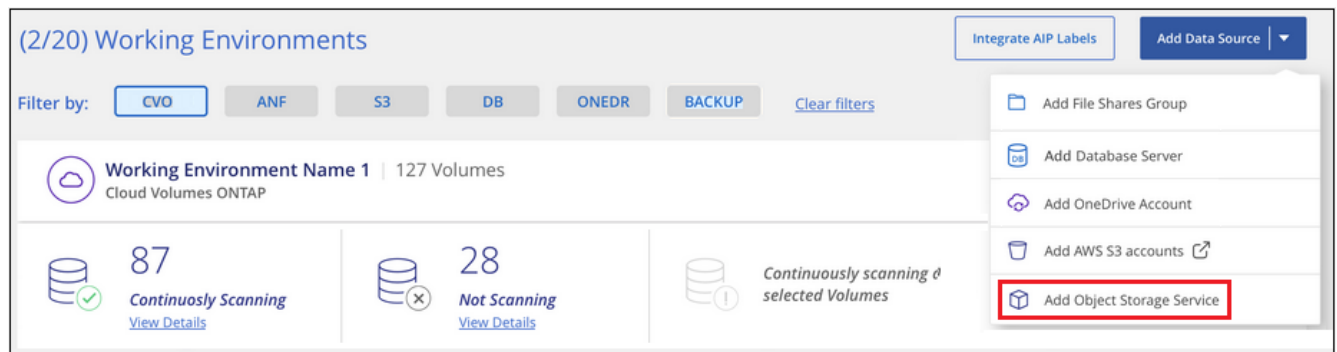 (2/20) Working Environments
Integrate AIP Labels
Add Data Source
Filter by:
CVO
ANF
S3
DB
ONEDR
BACKUP
Clear filters
Add File Shares Group
DB
Add Database Server
Add OneDrive Account
Add AWS S3 accounts
Add Object Storage Service
Working Environment Name 1 | 127 Volumes
Cloud Volumes ONTAP
87
Continuosly Scanning
View Details
28
Not Scanning
View Details
Continuously scanning
selected Volumes